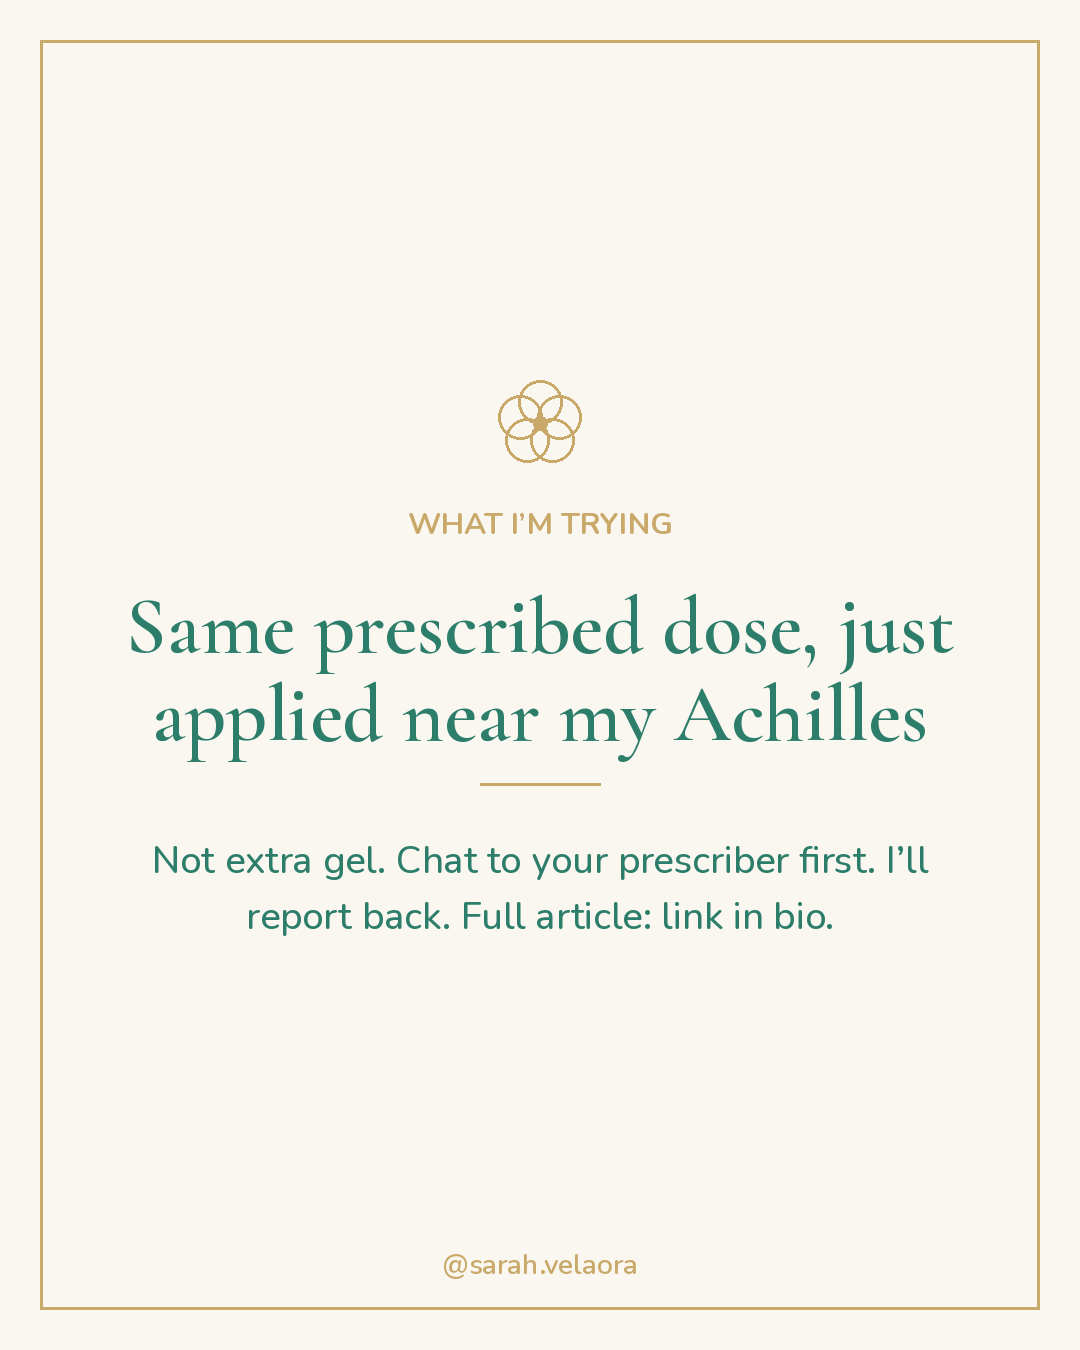 WHAT I’M TRYING
Same prescribed dose, just
applied near my Achilles
Not extra gel. Chat to your prescriber first. I’ll
report back. Full article: link in bio.
@sarah.velaora